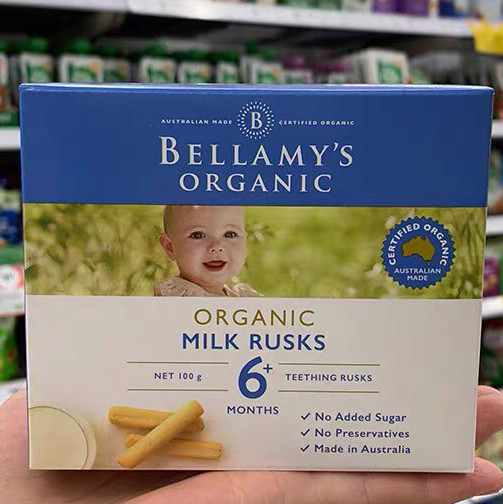 AUSTRALIAN MADE B CERTIFIED ORGANIC
BELLAMY'S
ORGANIC
CERTIFIED ORGANIC
AUSTRALIAN
MADE
ORGANIC
MILK RUSKS
NET 100 g 6+ TEETHING RUSKS
MONTHS
✓ No Added Sugar
✓ No Preservatives
✓ Made in Australia